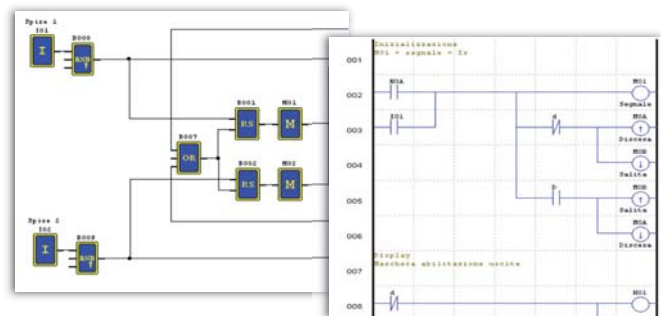 Spira 1
I01
I
B008
AND
B001
M01
RS
M
B007
OR
B002
M02
RS
M
Spira 2
I02
I
B009
AND
Inizializzazione
M01 = segnale = Is
001
002
M0A
M01
Segnale
003
I01
d
M0A
Discesa
004
M0B
Salita
005
D
M0B
Salita
006
M0A
Discesa
Display
Maschera abilitazione uscite
007
008
d
M01